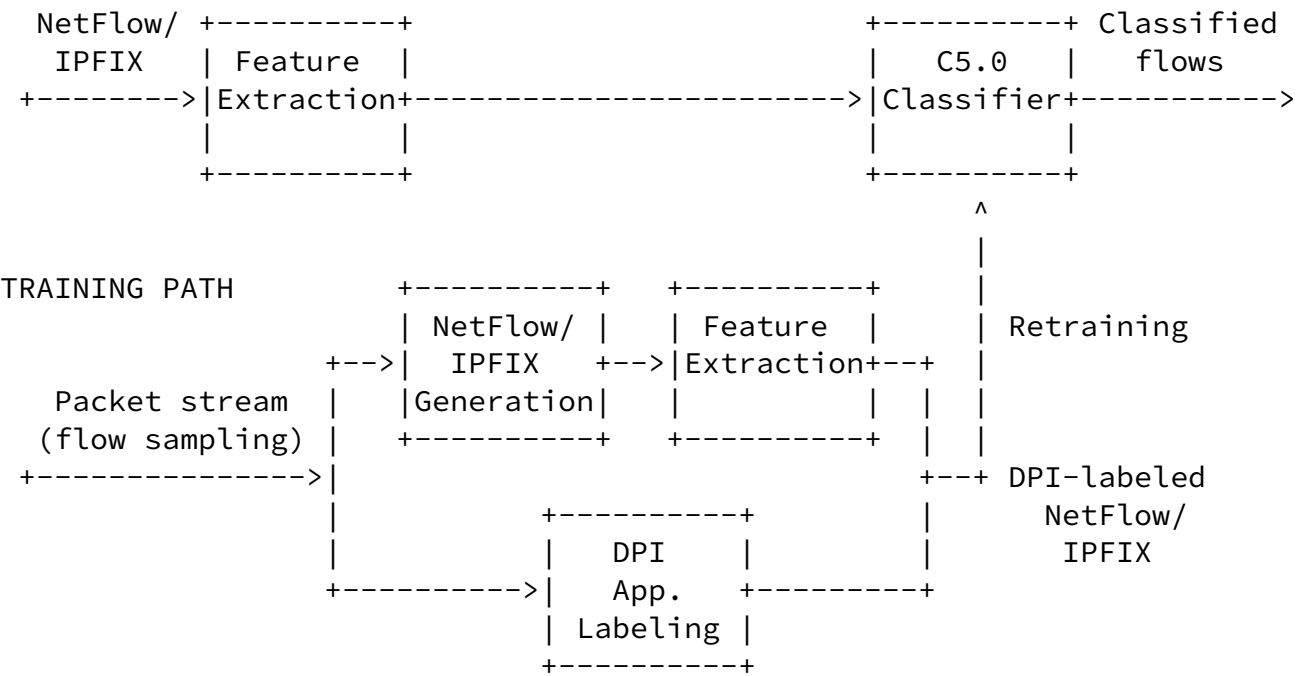 NetFlow/ Classified
IPFIX Feature C5.0 flows
Extraction Classifier
TRAINING PATH
NetFlow/ Feature Retraining
IPFIX Extraction
Packet stream Generation
(flow sampling)
DPI-labeled
NetFlow/
DPI IPFIX
App.
Labeling